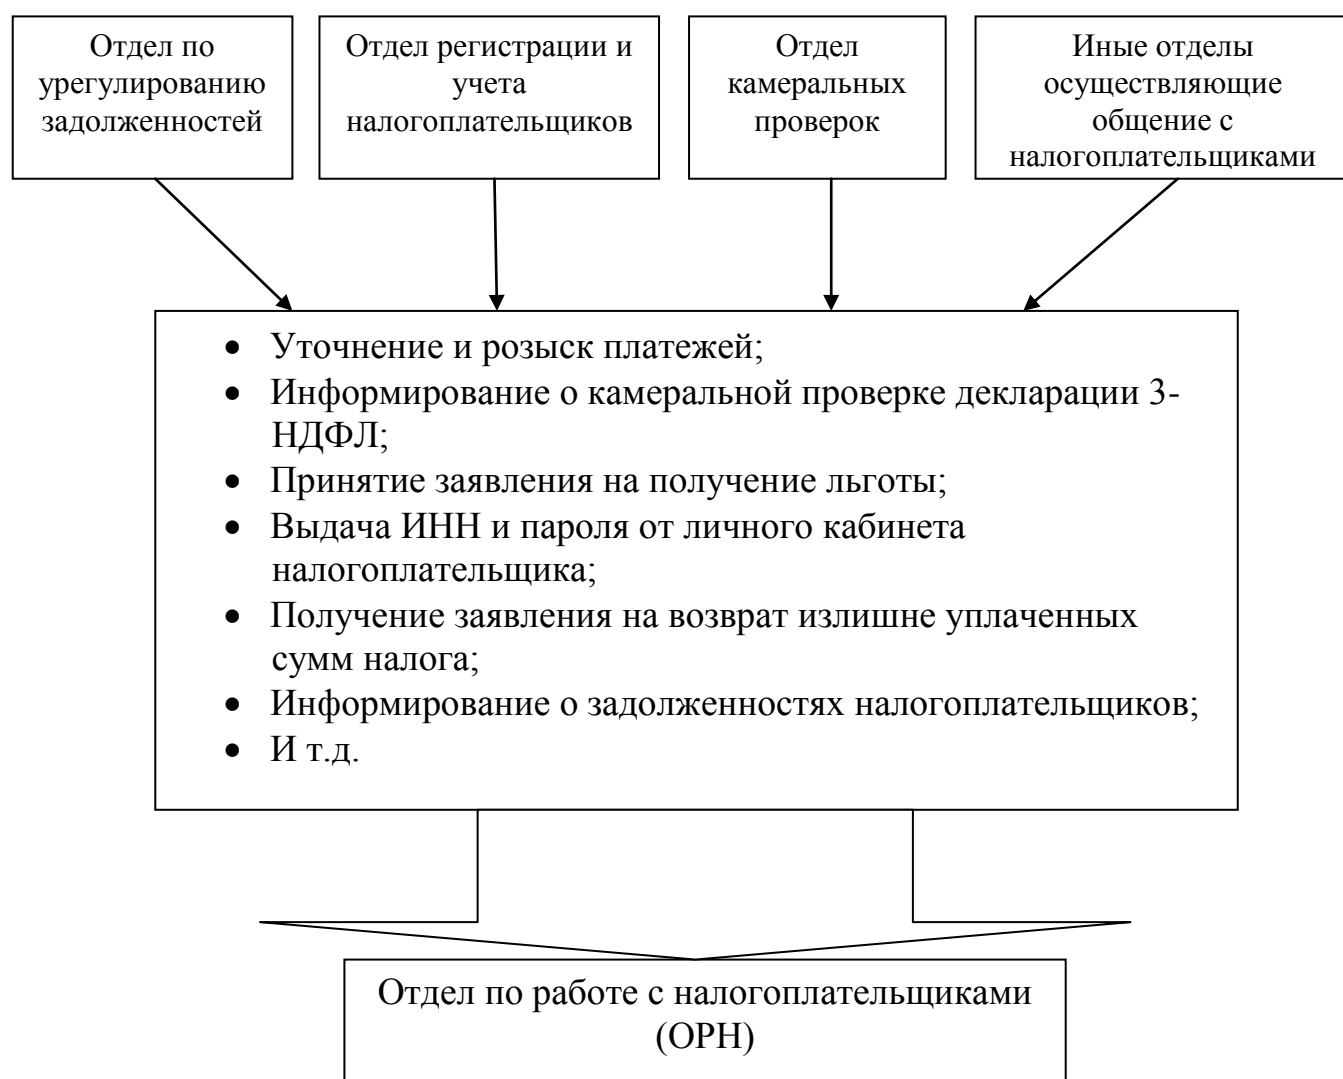 Отдел по
урегулированию
задолженностей
Отдел регистрации и
учета
налогоплательщиков
Отдел
камеральных
проверок
Иные отделы
осуществляющие
общение с
налогоплательщиками
• Уточнение и розыск платежей;
• Информирование о камеральной проверке декларации 3-
НДФЛ;
• Принятие заявления на получение льготы;
• Выдача ИНН и пароля от личного кабинета
налогоплательщика;
• Получение заявления на возврат излишне уплаченных
сумм налога;
• Информирование о задолженностях налогоплательщиков;
• И т.д.
Отдел по работе с налогоплательщиками
(ОРН)